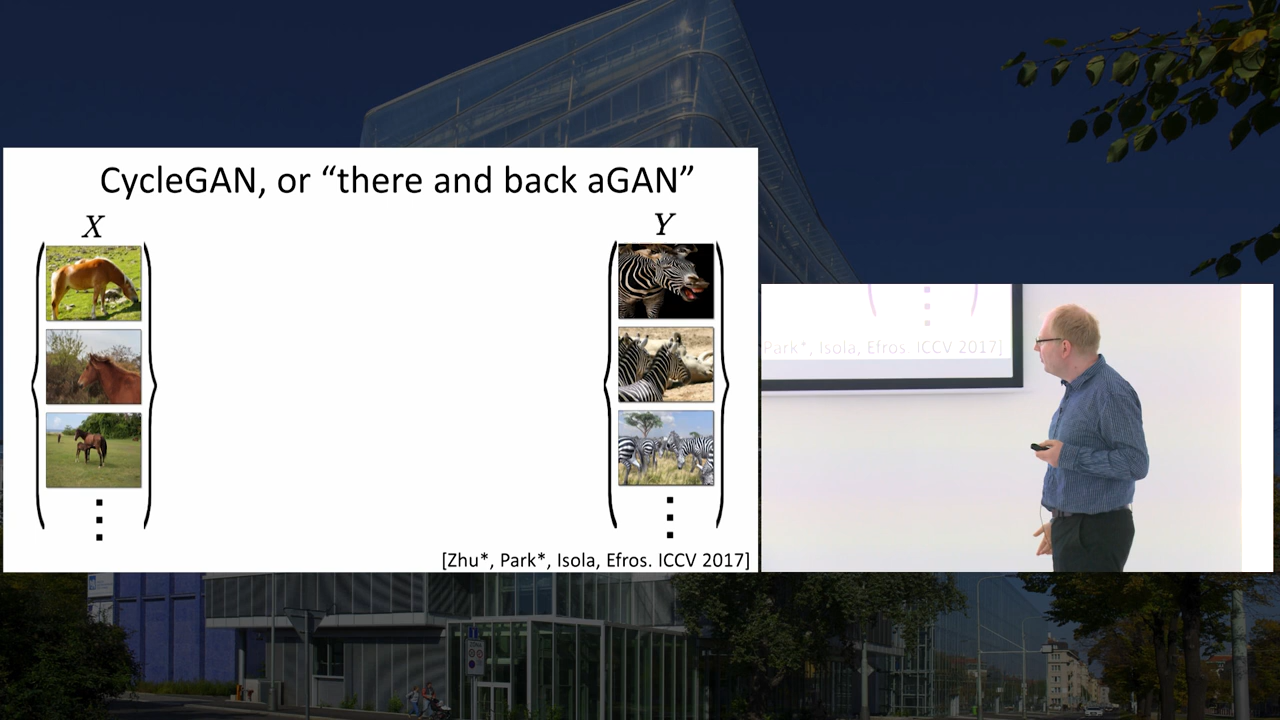 CycleGAN, or “there and back aGAN”
X
Y
[Zhu*, Park*, Isola, Efros. ICCV 2017]
Park*, Isola, Efros. ICCV 2017]